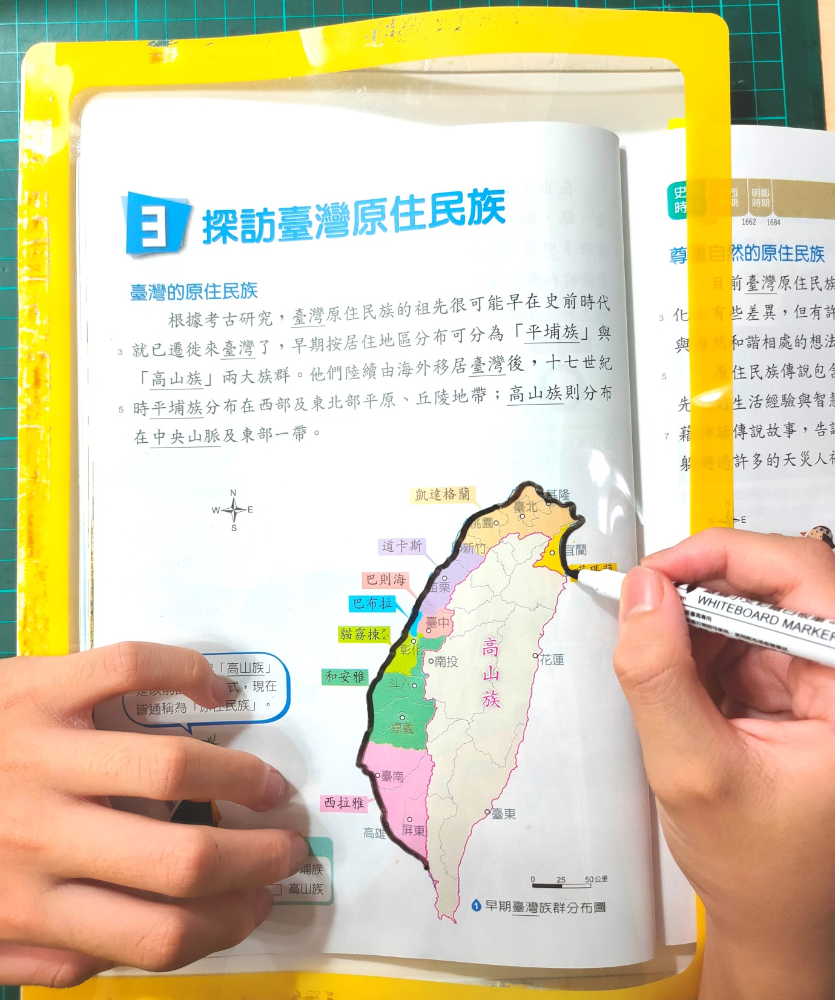 3 探訪臺灣原住民族
臺灣的原住民族
根據考古研究，臺灣原住民族的祖先很可能早在史前時代
3 就已遷徙來臺灣了，早期按居住地區分布可分為「平埔族」與
「高山族」兩大族群。他們陸續由海外移居臺灣後，十七世紀
5 時平埔族分布在西部及東北部平原、丘陵地帶；高山族則分布
在中央山脈及東部一帶。
N
W E
S
凱達格蘭
基隆
臺北
桃園
道卡斯
新竹
宜蘭
巴則海
苗栗
巴布拉
臺中
貓霧捒ㄙㄨˋ
彰化
南投
花蓮
高山族
和安雅
斗六
嘉義
臺南
西拉雅
高雄
屏東
臺東
「高山族」
式，現在
皆通稱為「原住民族」。
埔族
高山族
0 25 50公里
1 早期臺灣族群分布圖
史
時
西
期
明鄭
時期
1662 1684
尊重自然的原住民族
目前臺灣原住民族
3 化上有些差異，但有許
與自然和諧相處的想法
5 原住民族傳說包含
先 的生活經驗與智慧
7 藉神話傳說故事，告
躲避過許多的天災人
E
WHITEBOARD MARKER